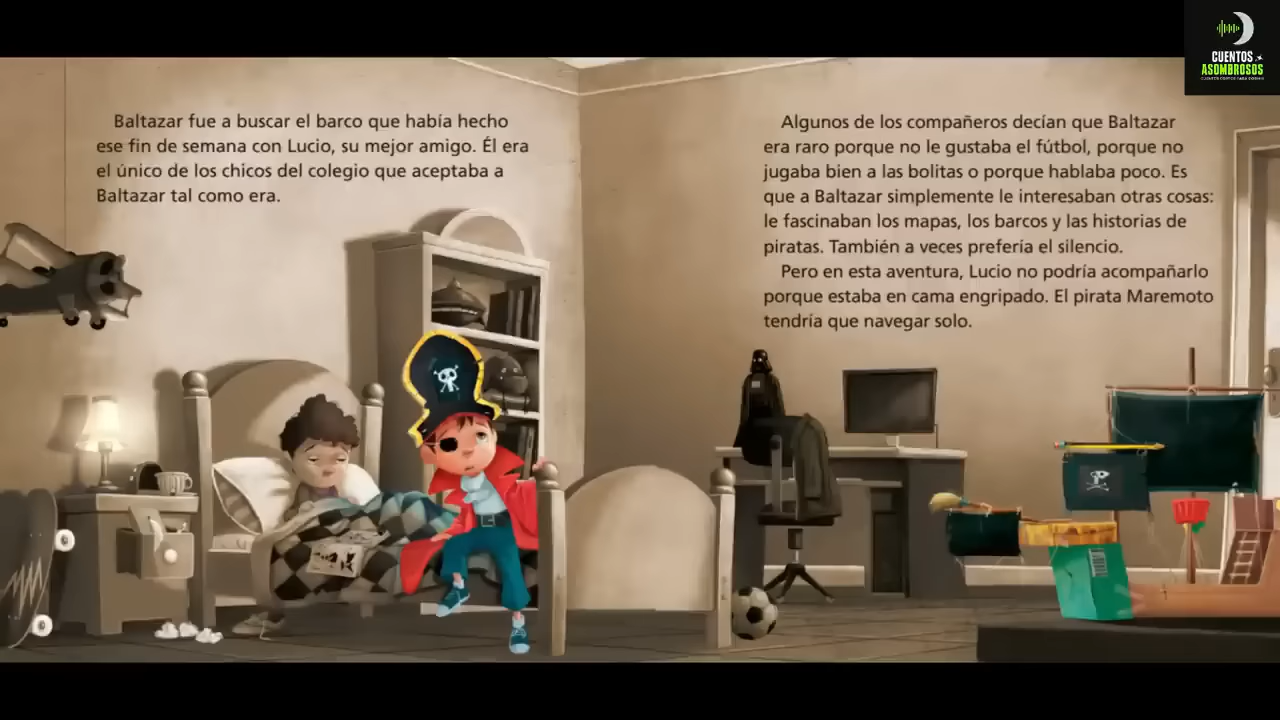 Baltazar fue a buscar el barco que había hecho
ese fin de semana con Lucio, su mejor amigo. Él era
el único de los chicos del colegio que aceptaba a
Baltazar tal como era.
Algunos de los compañeros decían que Baltazar
era raro porque no le gustaba el fútbol, porque no
jugaba bien a las bolitas o porque hablaba poco. Es
que a Baltazar simplemente le interesaban otras cosas:
le fascinaban los mapas, los barcos y las historias de
piratas. También a veces prefería el silencio.
Pero en esta aventura, Lucio no podría acompañarlo
porque estaba en cama engripado. El pirata Maremoto
tendría que navegar solo.
CUENTOS
ASOMBROSOS